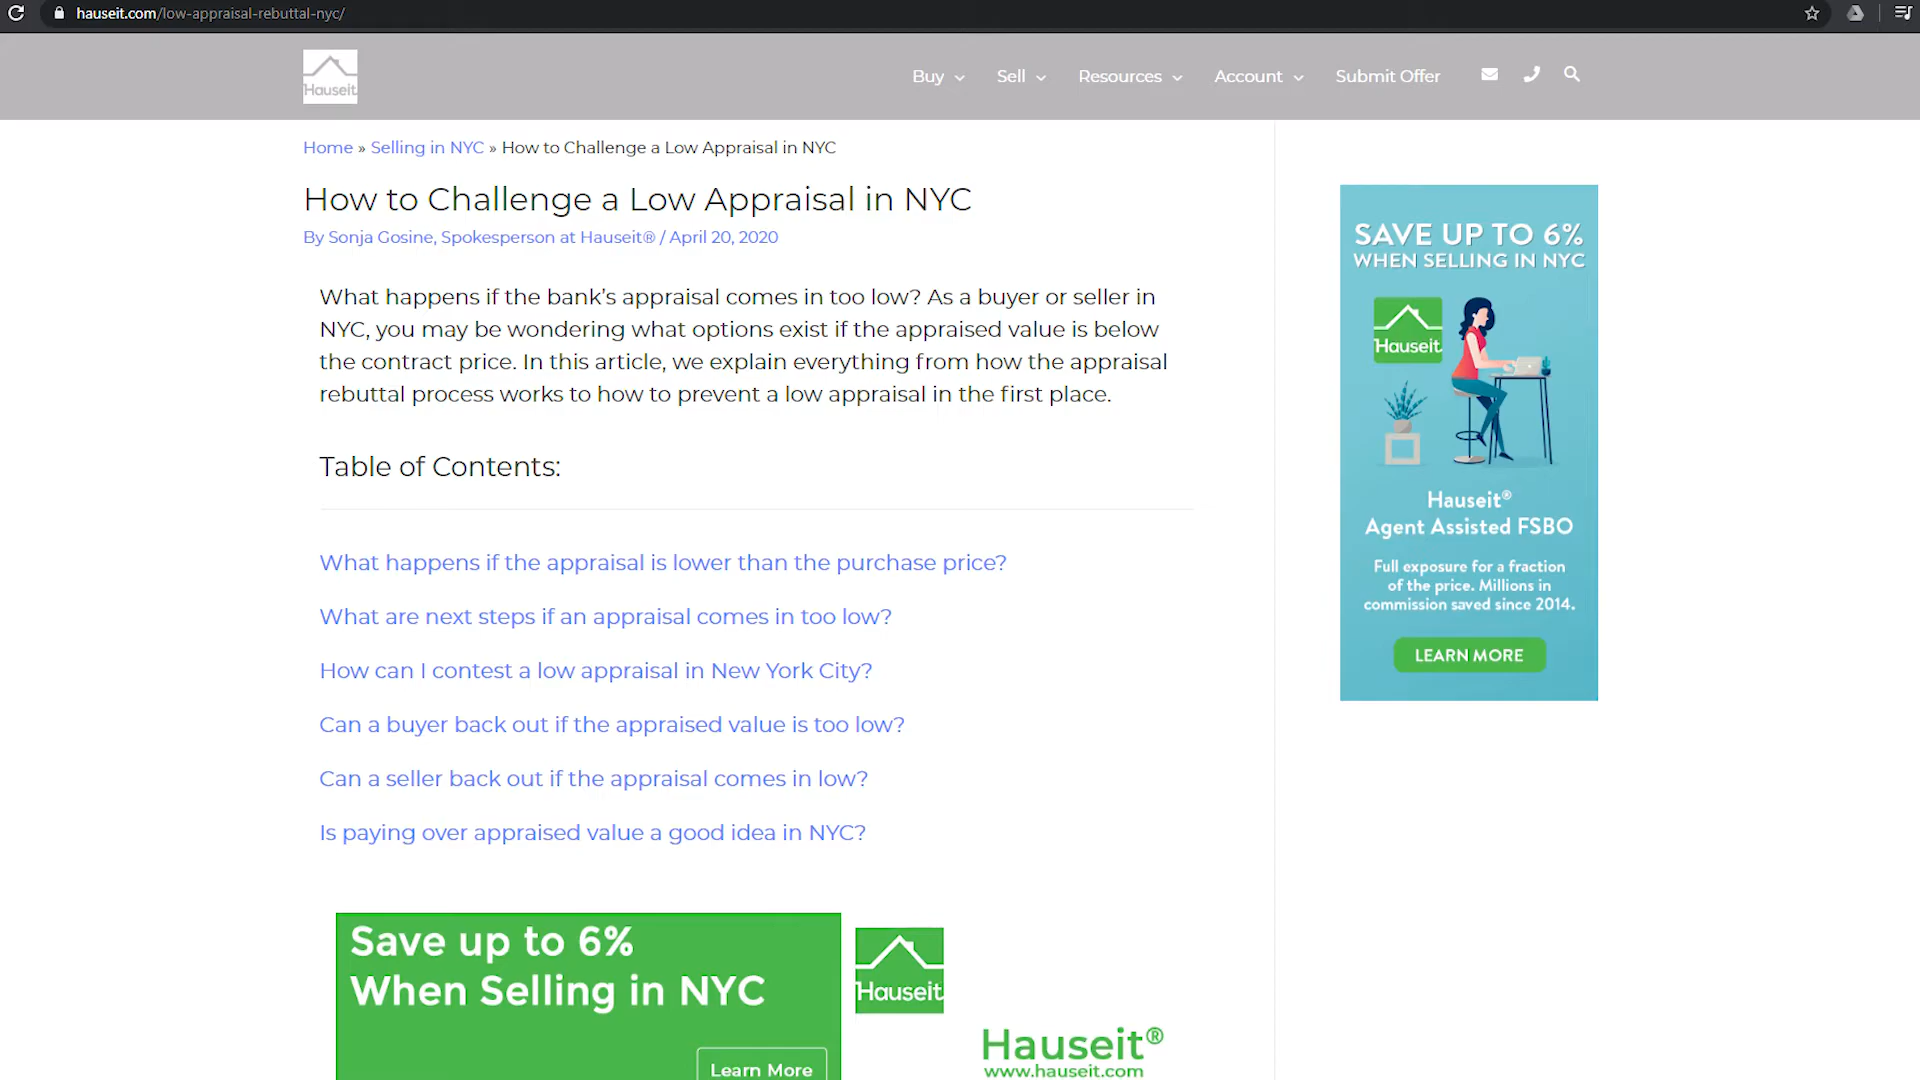 hauseit.com/low-appraisal-rebuttal-nyc/
Hauseit
Buy Sell Resources Account Submit Offer
Home » Selling in NYC » How to Challenge a Low Appraisal in NYC
How to Challenge a Low Appraisal in NYC
By Sonja Gosine, Spokesperson at Hauseit® / April 20, 2020
What happens if the bank’s appraisal comes in too low? As a buyer or seller in
NYC, you may be wondering what options exist if the appraised value is below
the contract price. In this article, we explain everything from how the appraisal
rebuttal process works to how to prevent a low appraisal in the first place.
Table of Contents:
What happens if the appraisal is lower than the purchase price?
What are next steps if an appraisal comes in too low?
How can I contest a low appraisal in New York City?
Can a buyer back out if the appraised value is too low?
Can a seller back out if the appraisal comes in low?
Is paying over appraised value a good idea in NYC?
Save up to 6%
When Selling in NYC
Learn More
Hauseit
Hauseit®
www.hauseit.com
SAVE UP TO 6%
WHEN SELLING IN NYC
Hauseit
Hauseit®
Agent Assisted FSBO
Full exposure for a fraction
of the price. Millions in
commission saved since 2014.
LEARN MORE